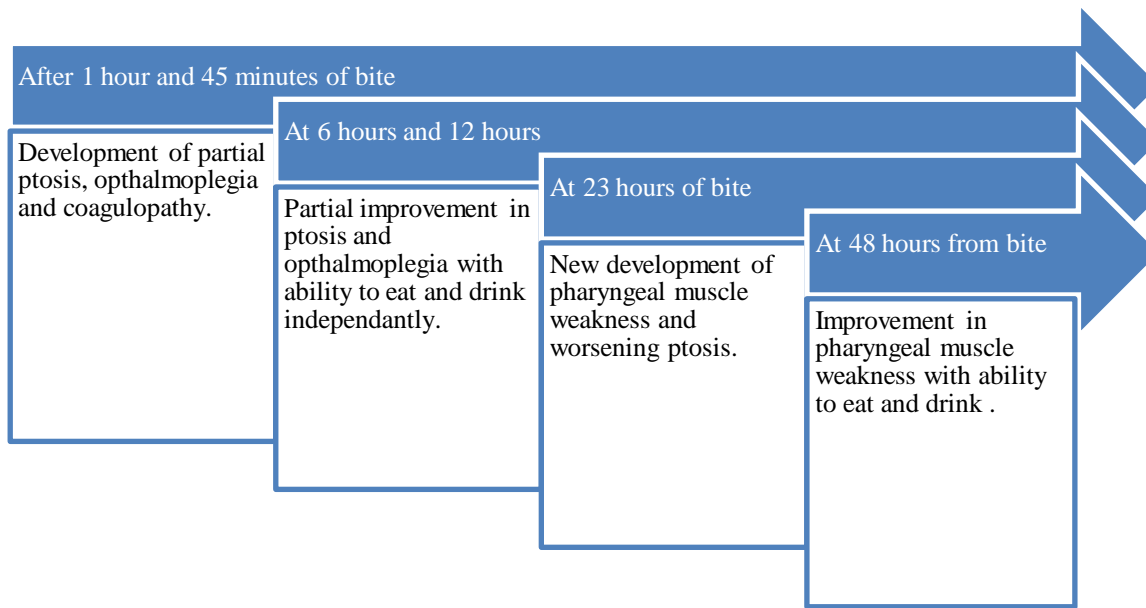 After 1 hour and 45 minutes of bite
Development of partial
ptosis, opthalmoplegia
and coagulopathy.
At 6 hours and 12 hours
Partial improvement in
ptosis and
opthalmoplegia with
ability to eat and drink
independantly.
At 23 hours of bite
New development of
pharyngeal muscle
weakness and
worsening ptosis.
At 48 hours from bite
Improvement in
pharyngeal muscle
weakness with ability
to eat and drink .